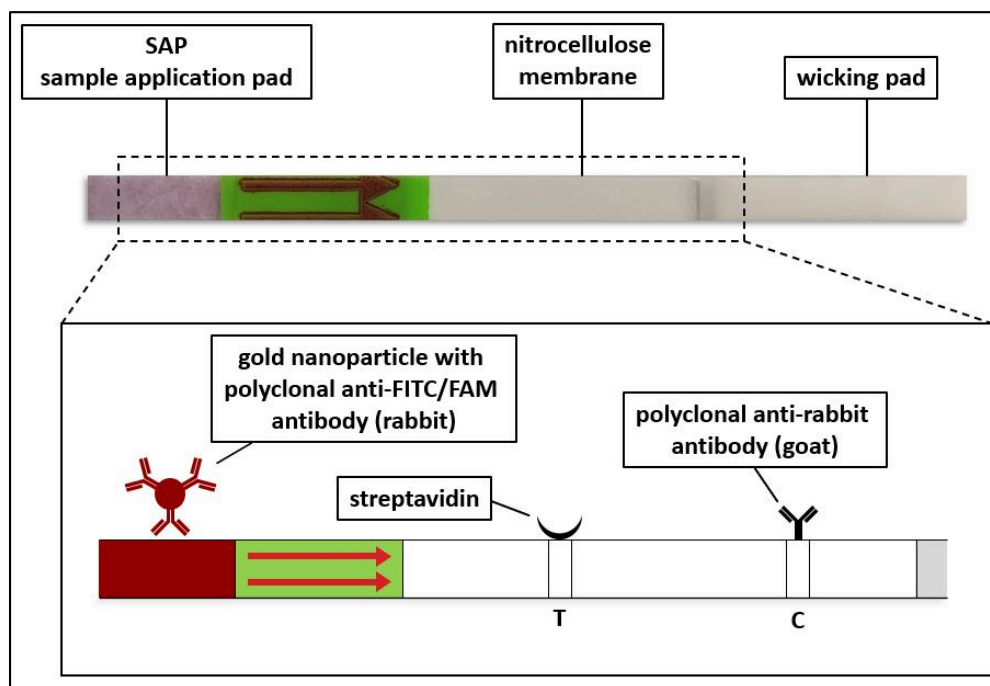 SAP
sample application pad
nitrocellulose
membrane
wicking pad
gold nanoparticle with
polyclonal anti-FITC/FAM
antibody (rabbit)
polyclonal anti-rabbit
antibody (goat)
streptavidin
T
C